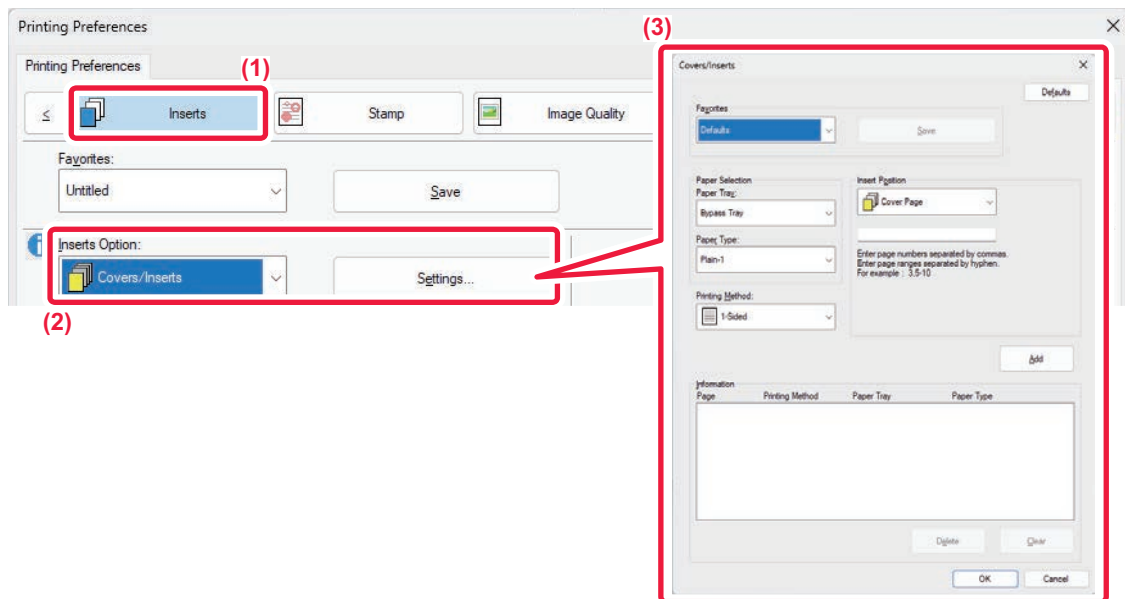 Printing Preferences
Printing Preferences
(1)
≤
Inserts
Stamp
Image Quality
Favorites:
Untitled
Save
Inserts Option:
Covers/Inserts
Settings...
(2)
(3)
Covers/Inserts
Defaults
Favorites
Defaults
Save
Paper Selection
Paper Tray:
Bypass Tray
Paper Type:
Plain-1
Printing Method:
1-Sided
Insert Position
Cover Page
Enter page numbers separated by commas.
Enter page ranges separated by hyphen.
For example : 3,5-10
Add
Information
Page Printing Method Paper Tray Paper Type
Delete
Clear
OK
Cancel